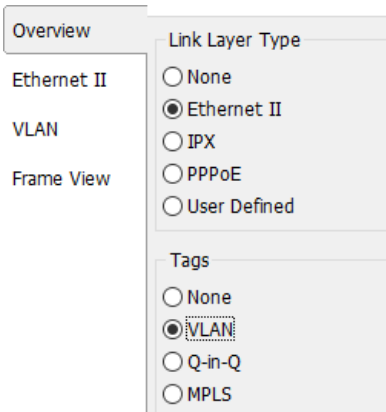 Overview
Ethernet II
VLAN
Frame View
Link Layer Type
None
Ethernet II
IPX
PPPoE
User Defined
Tags
None
VLAN
Q-in-Q
MPLS